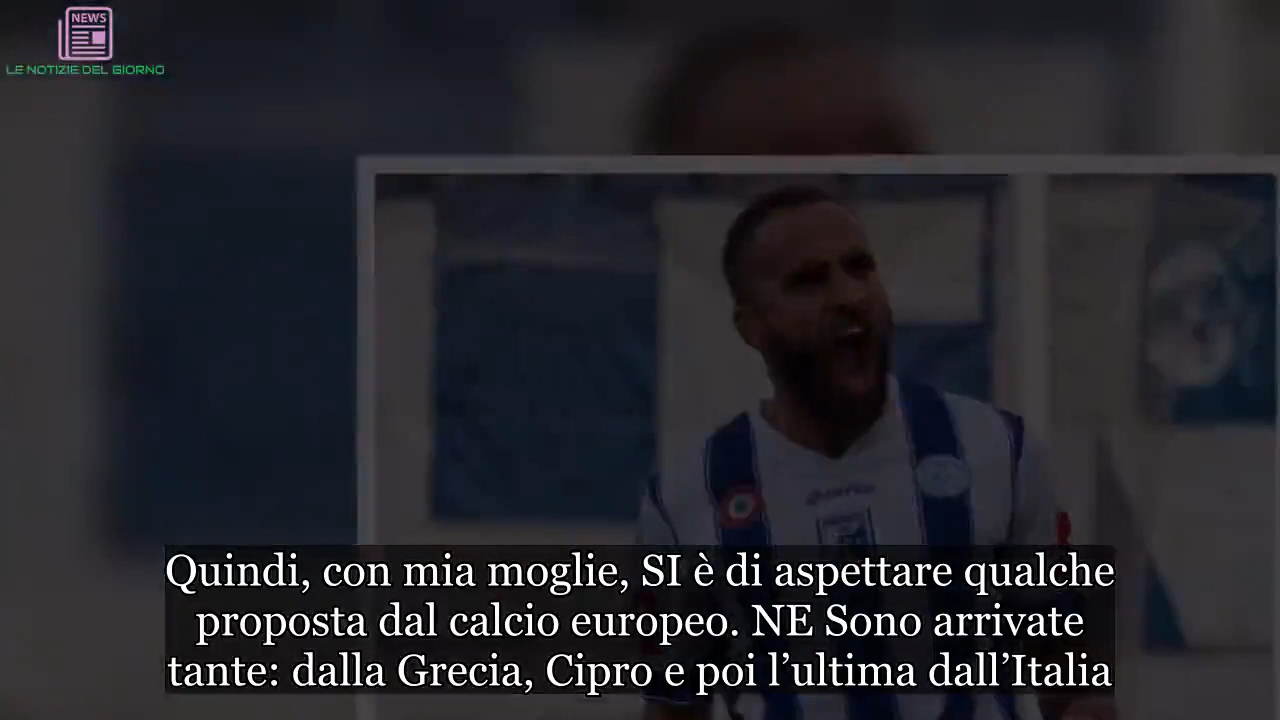 NEWS
LE NOTIZIE DEL GIORNO
Quindi, con mia moglie, SI è di aspettare qualche
proposta dal calcio europeo. NE Sono arrivate
tante: dalla Grecia, Cipro e poi l’ultima dall’Italia